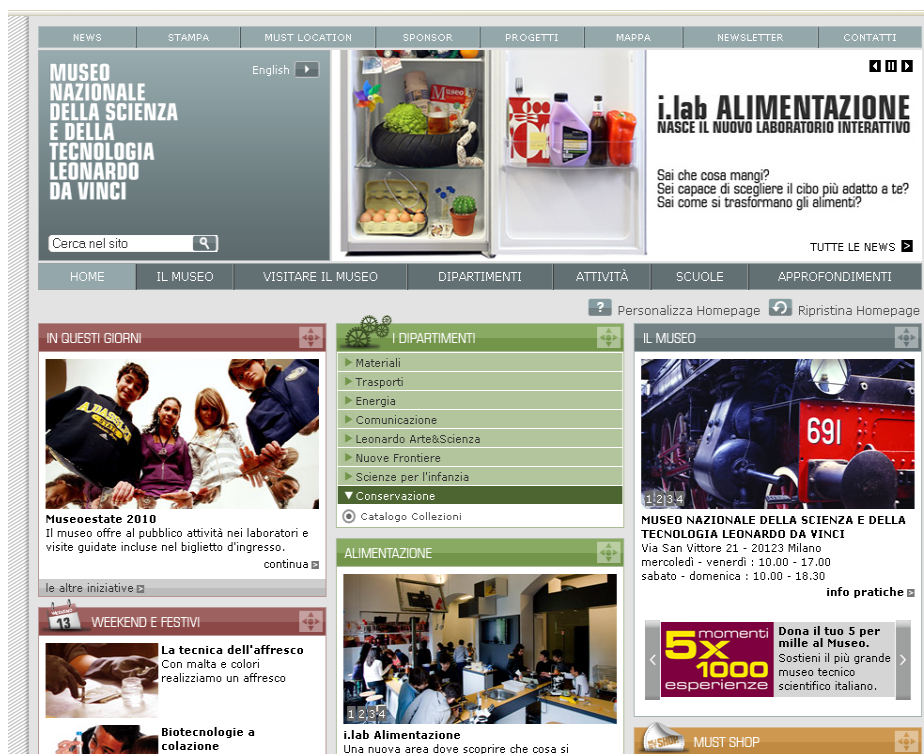 NEWS
STAMPA
MUST LOCATION
SPONSOR
PROGETTI
MAPPA
NEWSLETTER
CONTATTI
MUSEO
NAZIONALE
DELLA SCIENZA
E DELLA
TECNOLOGIA
LEONARDO
DA VINCI
English
Cerca nel sito
Museo
i.lab ALIMENTAZIONE
NASCE IL NUOVO LABORATORIO INTERATTIVO
Sai che cosa mangi?
Sei capace di scegliere il cibo più adatto a te?
Sai come si trasformano gli alimenti?
TUTTE LE NEWS
HOME
IL MUSEO
VISITARE IL MUSEO
DIPARTIMENTI
ATTIVITÀ
SCUOLE
APPROFONDIMENTI
? Personalizza Homepage
Ripristina Homepage
IN QUESTI GIORNI
Museoestate 2010
Il museo offre al pubblico attività nei laboratori e
visite guidate incluse nel biglietto d'ingresso.
continua
le altre iniziative
13
WEEKEND E FESTIVI
La tecnica dell'affresco
Con malta e colori
realizziamo un affresco
Biotecnologie a
colazione
I DIPARTIMENTI
Materiali
Trasporti
Energia
Comunicazione
Leonardo Arte&Scienza
Nuove Frontiere
Scienze per l'infanzia
Conservazione
Catalogo Collezioni
ALIMENTAZIONE
1 2 3 4
i.lab Alimentazione
Una nuova area dove scoprire che cosa si
IL MUSEO
691
1 2 3 4
MUSEO NAZIONALE DELLA SCIENZA E DELLA
TECNOLOGIA LEONARDO DA VINCI
Via San Vittore 21 - 20123 Milano
mercoledì - venerdì : 10.00 - 17.00
sabato - domenica : 10.00 - 18.30
info pratiche
5 momenti
x
1000
esperienze
Dona il tuo 5 per
mille al Museo.
Sostieni il più grande
museo tecnico
scientifico italiano.
MUST SHOP